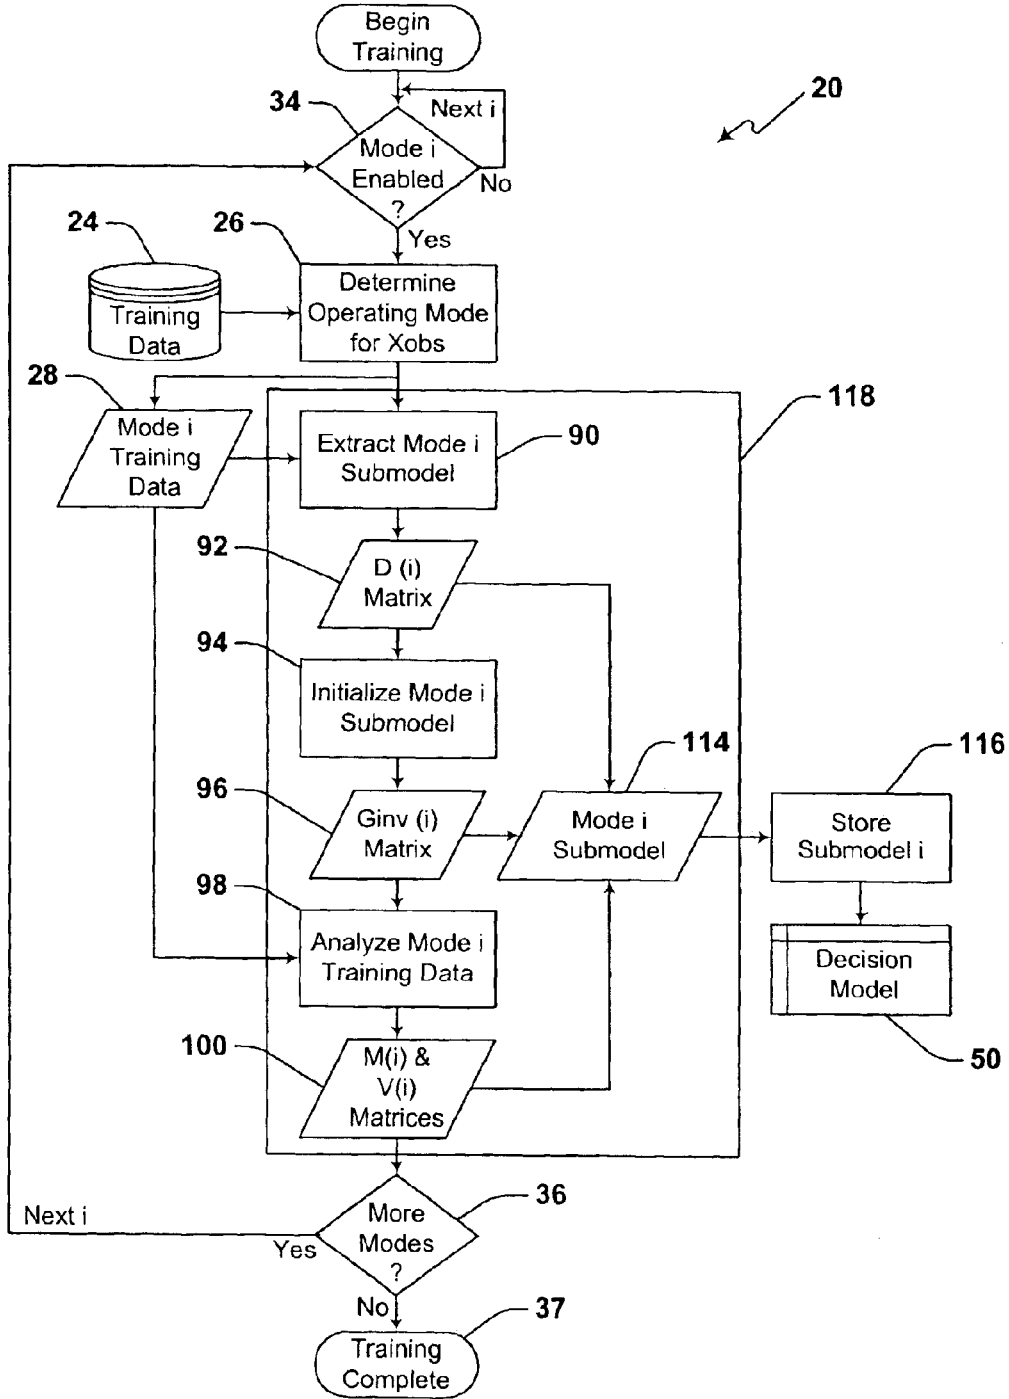 Begin
Training
20
34
Next i
Mode i
Enabled
?
No
Yes
24
26
Training
Data
Determine
Operating Mode
for Xobs
28
118
Mode i
Training
Data
Extract Mode i
Submodel
90
92
D (i)
Matrix
94
Initialize Mode i
Submodel
114
116
96
Ginv (i)
Matrix
Mode i
Submodel
Store
Submodel i
98
Analyze Mode i
Training Data
Decision
Model
50
100
M(i) &
V(i)
Matrices
36
Next i
Yes
More
Modes
?
No
37
Training
Complete